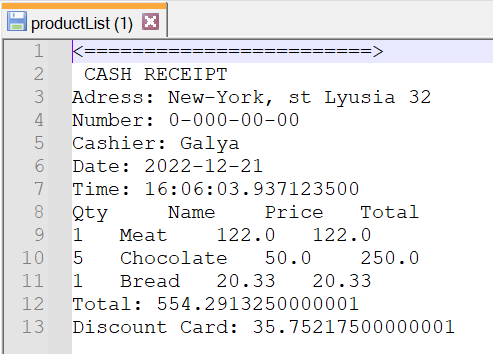 productList (1)
1 <========================>
2 CASH RECEIPT
3 Adress: New-York, st Lyusia 32
4 Number: 0-000-00-00
5 Cashier: Galya
6 Date: 2022-12-21
7 Time: 16:06:03.937123500
8 Qty Name Price Total
9 1 Meat 122.0 122.0
10 5 Chocolate 50.0 250.0
11 1 Bread 20.33 20.33
12 Total: 554.2913250000001
13 Discount Card: 35.75217500000001